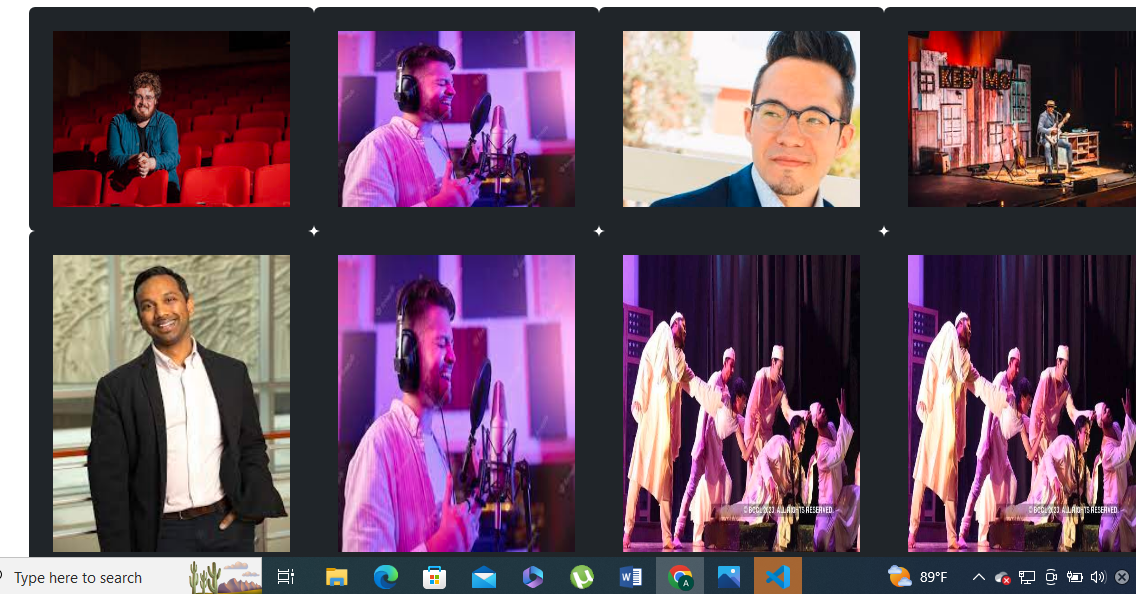 KEB' MO'
© BCCL 2023. ALL RIGHTS RESERVED.
© BCCL 2023. ALL RIGHTS RESERVED.
Type here to search
89°F